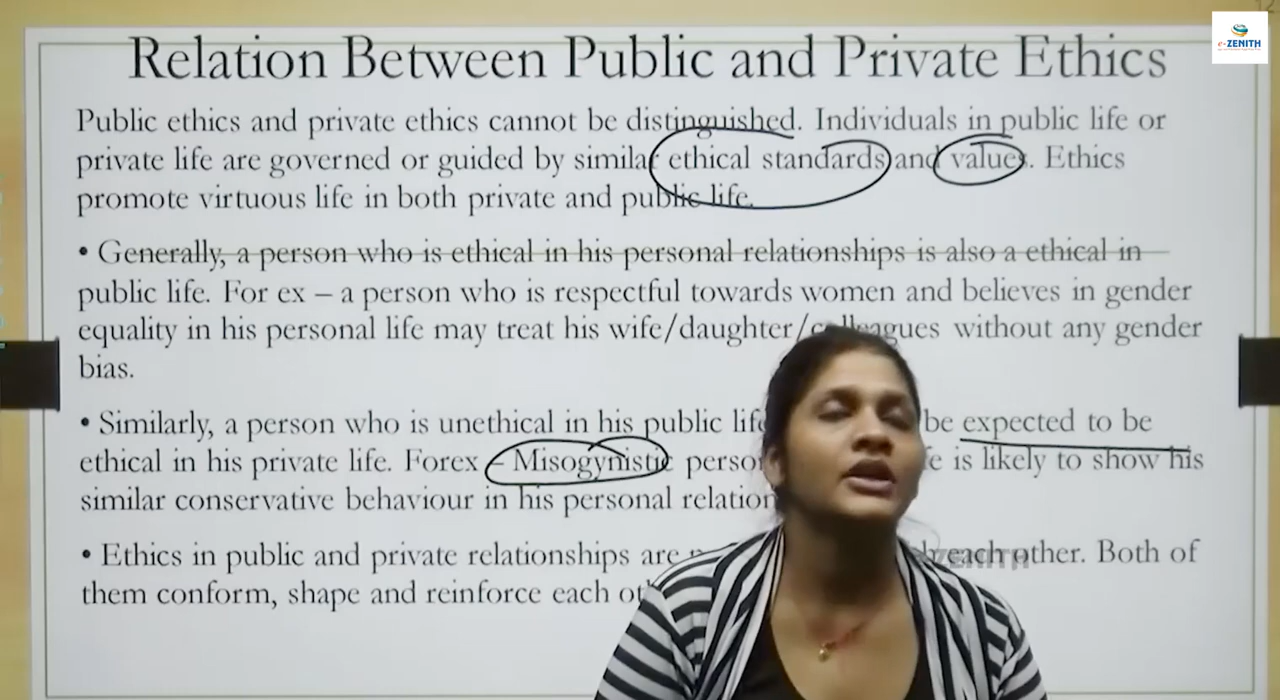 e-ZENITH
Relation Between Public and Private Ethics
Public ethics and private ethics cannot be distinguished. Individuals in public life or
private life are governed or guided by similar ethical standards and values. Ethics
promote virtuous life in both private and public life.
• Generally, a person who is ethical in his personal relationships is also a ethical in
public life. For ex – a person who is respectful towards women and believes in gender
equality in his personal life may treat his wife/daughter/colleagues without any gender
bias.
• Similarly, a person who is unethical in his public be expected to be
ethical in his private life. Forex – Misogynistic is likely to show his
similar conservative behaviour in his personal
• Ethics in public and private relationships are each other. Both of
them conform, shape and reinforce each